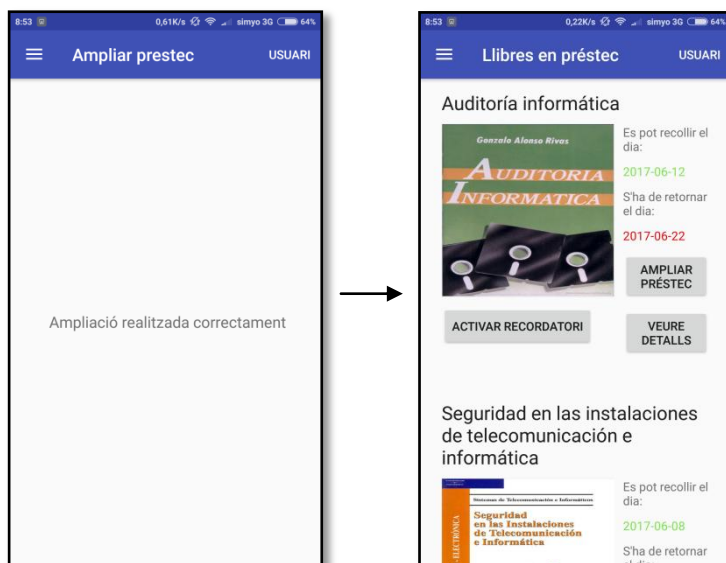 8:53 0,61K/s simyo 3G 64%
Ampliar prestec USUARI
Ampliació realitzada correctament
8:53 0,22K/s simyo 3G 64%
Llibres en préstec USUARI
Auditoría informática
Gonzalo Alonso Rivas
AUDITORIA
INFORMATICA
Es pot recollir el
dia:
2017-06-12
S'ha de retornar
el dia:
2017-06-22
AMPLIAR
PRÉSTEC
ACTIVAR RECORDATORI
VEURE
DETALLS
Seguridad en las instalaciones
de telecomunicación e
informática
Sistemas de Telecomunicación e Informáticos
Seguridad
en las Instalaciones
de Telecomunicación
e Informática
ELECTRÓNICA
Es pot recollir el
dia:
2017-06-08
S'ha de retornar
el dia: